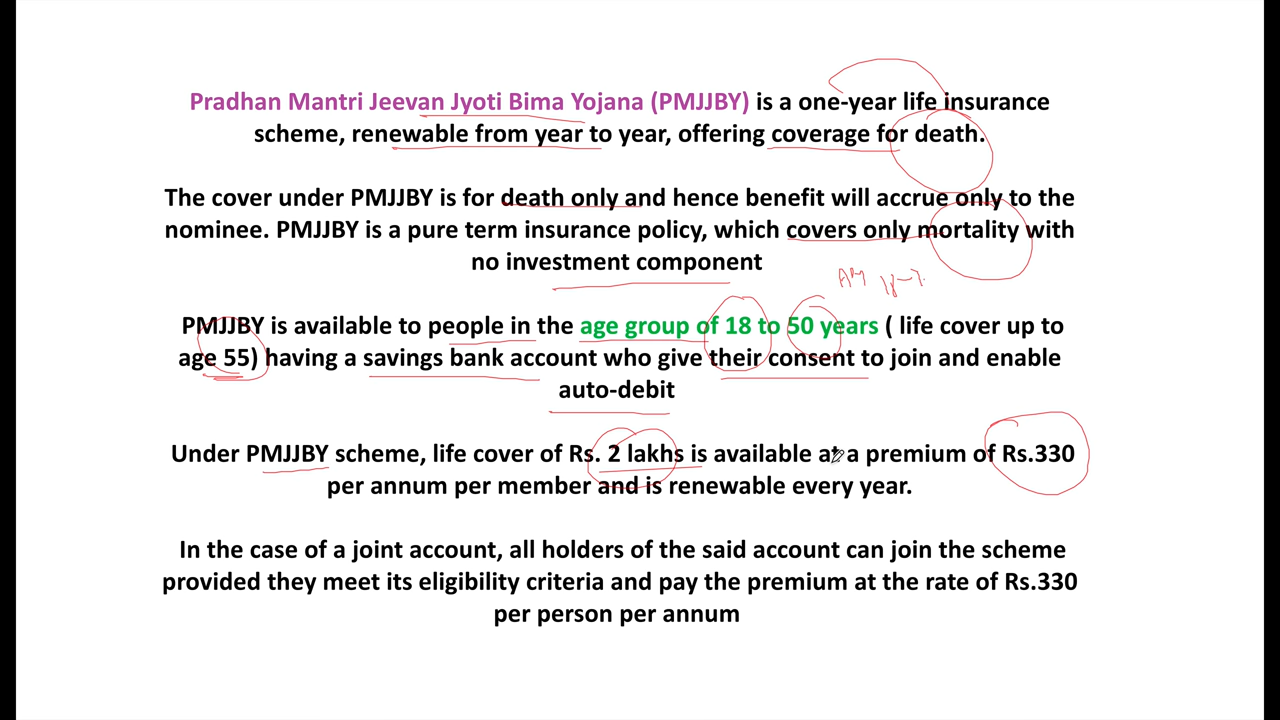 Pradhan Mantri Jeevan Jyoti Bima Yojana (PMJJBY) is a one-year life insurance
scheme, renewable from year to year, offering coverage for death.
The cover under PMJJBY is for death only and hence benefit will accrue only to the
nominee. PMJJBY is a pure term insurance policy, which covers only mortality with
no investment component
PMJJBY is available to people in the age group of 18 to 50 years ( life cover up to
age 55) having a savings bank account who give their consent to join and enable
auto-debit
Under PMJJBY scheme, life cover of Rs. 2 lakhs is available at a premium of Rs.330
per annum per member and is renewable every year.
In the case of a joint account, all holders of the said account can join the scheme
provided they meet its eligibility criteria and pay the premium at the rate of Rs.330
per person per annum